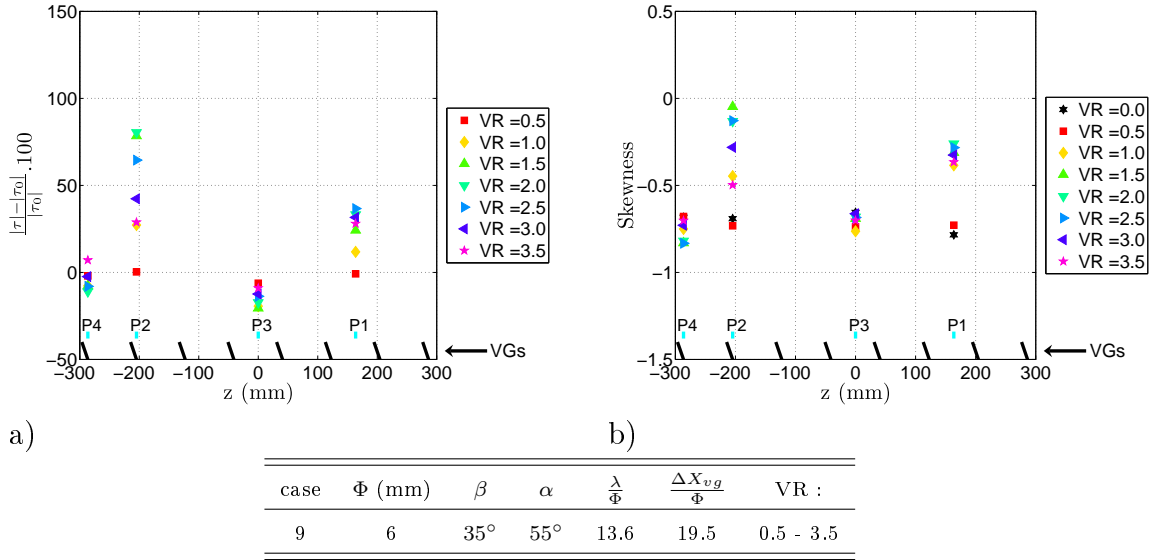 150
100
50
0
−50
−300
−200
−100
0
100
200
300
z (mm)
|τ|−|τ₀| / |τ₀| .100
P4
P2
P3
P1
VGs
VR =0.5
VR =1.0
VR =1.5
VR =2.0
VR =2.5
VR =3.0
VR =3.5
a)
0.5
0
−0.5
−1
−1.5
−300
−200
−100
0
100
200
300
z (mm)
Skewness
P4
P2
P3
P1
VGs
VR =0.0
VR =0.5
VR =1.0
VR =1.5
VR =2.0
VR =2.5
VR =3.0
VR =3.5
b)
case Φ (mm) β α λ/Φ ΔX_vg/Φ VR :
9 6 35° 55° 13.6 19.5 0.5 - 3.5